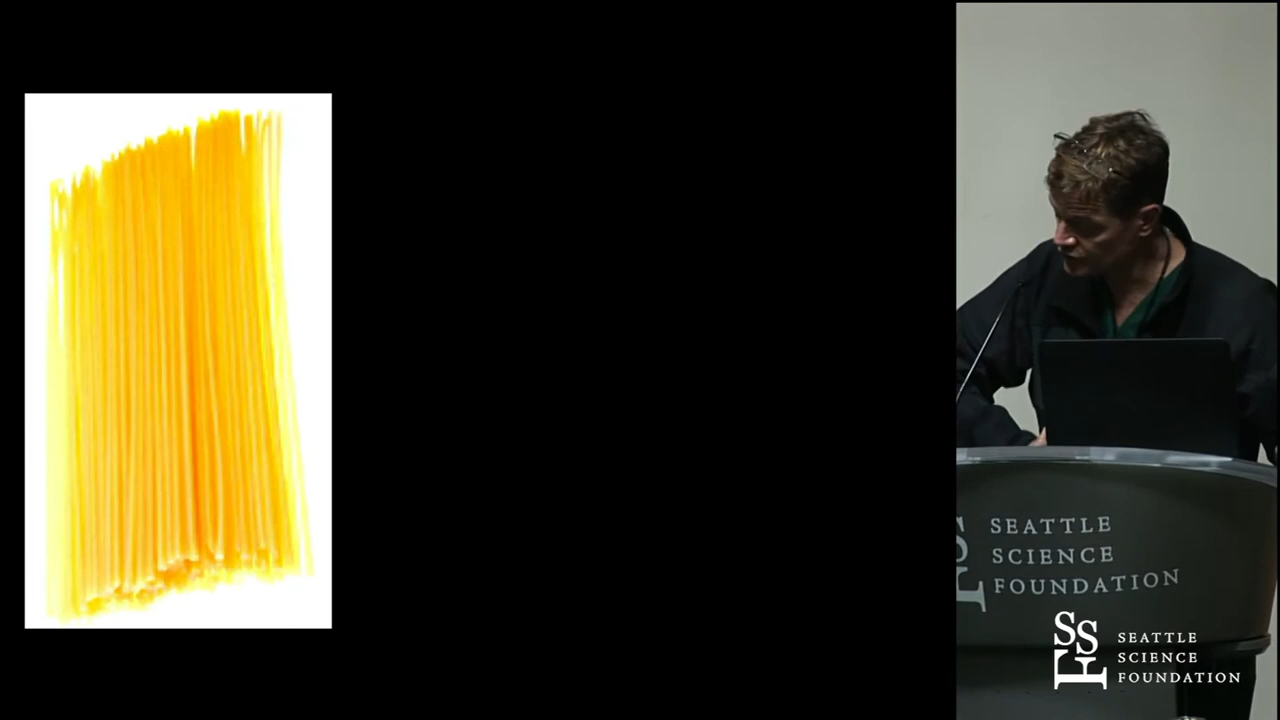 SEATTLE
SCIENCE
FOUNDATION
SSF
SEATTLE
SCIENCE
FOUNDATION